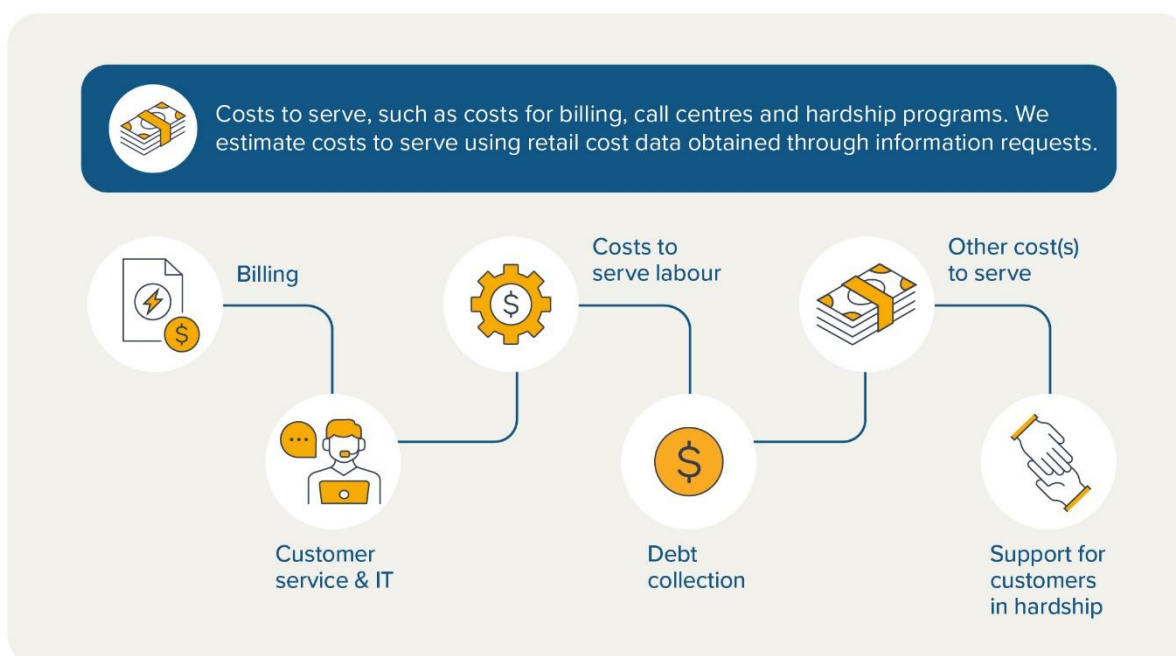 Costs to serve, such as costs for billing, call centres and hardship programs. We
estimate costs to serve using retail cost data obtained through information requests.
Billing
$
Customer
service & IT
$
Costs to
serve labour
$
Debt
collection
Other cost(s)
to serve
Support for
customers
in hardship